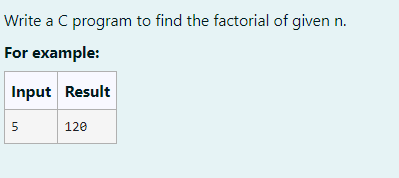 Write a C program to find the factorial of given n.
For example:
Input Result
5 120